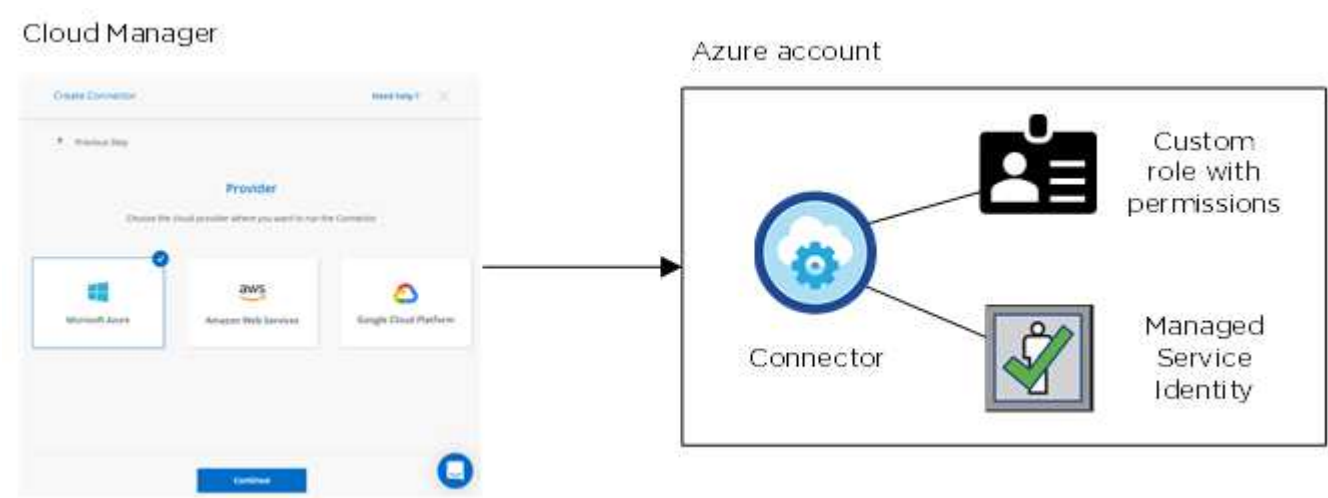 Cloud Manager
Azure account
Create Connector
Need help?
Previous Step
Provider
Choose the cloud provider where you want to run the Connector
Microsoft Azure
aws
Amazon Web Services
Google Cloud Platform
Continue
Custom
role with
permissions
Connector
Managed
Service
Identity